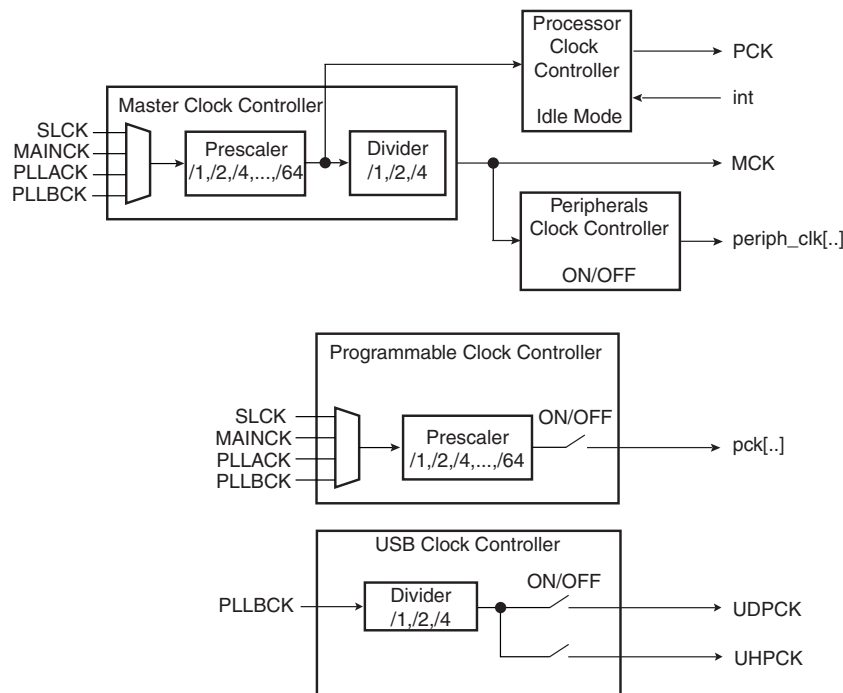 Processor
Clock
Controller
Idle Mode
PCK
int
Master Clock Controller
SLCK
MAINCK
PLLACK
PLLBCK
Prescaler
/1,/2,/4,...,/64
Divider
/1,/2,/4
MCK
Peripherals
Clock Controller
ON/OFF
periph_clk[..]
Programmable Clock Controller
SLCK
MAINCK
PLLACK
PLLBCK
Prescaler
/1,/2,/4,...,/64
ON/OFF
pck[..]
USB Clock Controller
PLLBCK
Divider
/1,/2,/4
ON/OFF
UDPCK
UHPCK